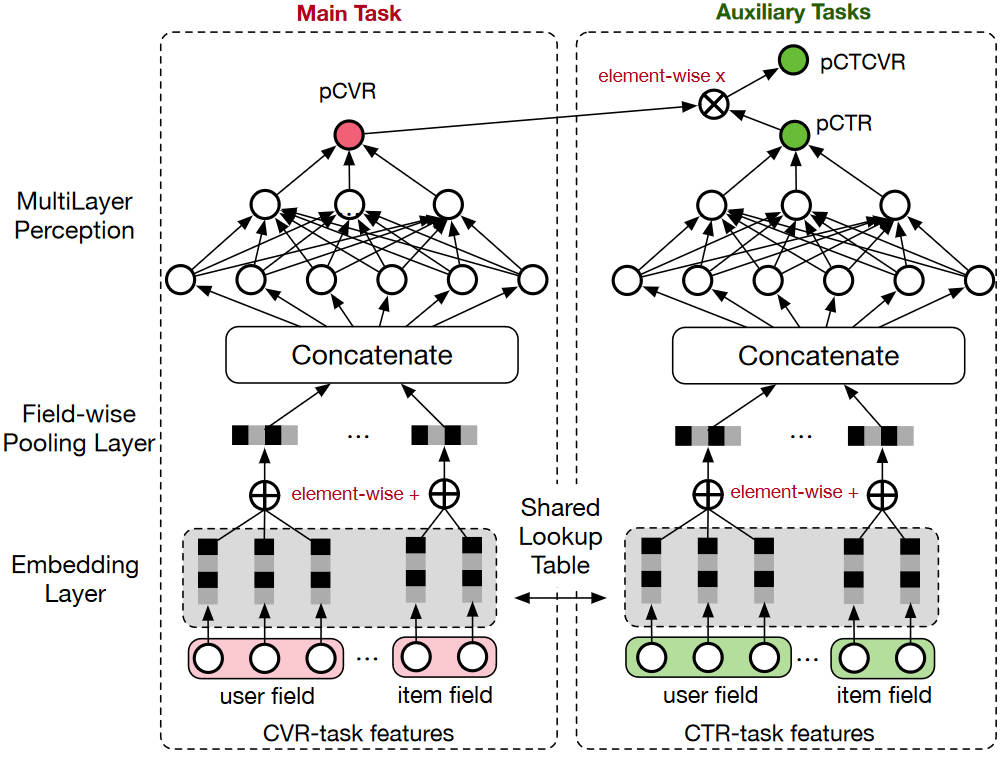 Main Task
Auxiliary Tasks
element-wise x
pCTCVR
pCVR
pCTR
MultiLayer
Perception
...
Concatenate
Concatenate
Field-wise
Pooling Layer
...
...
element-wise +
element-wise +
Shared
Lookup
Table
Embedding
Layer
...
...
user field
item field
user field
item field
CVR-task features
CTR-task features